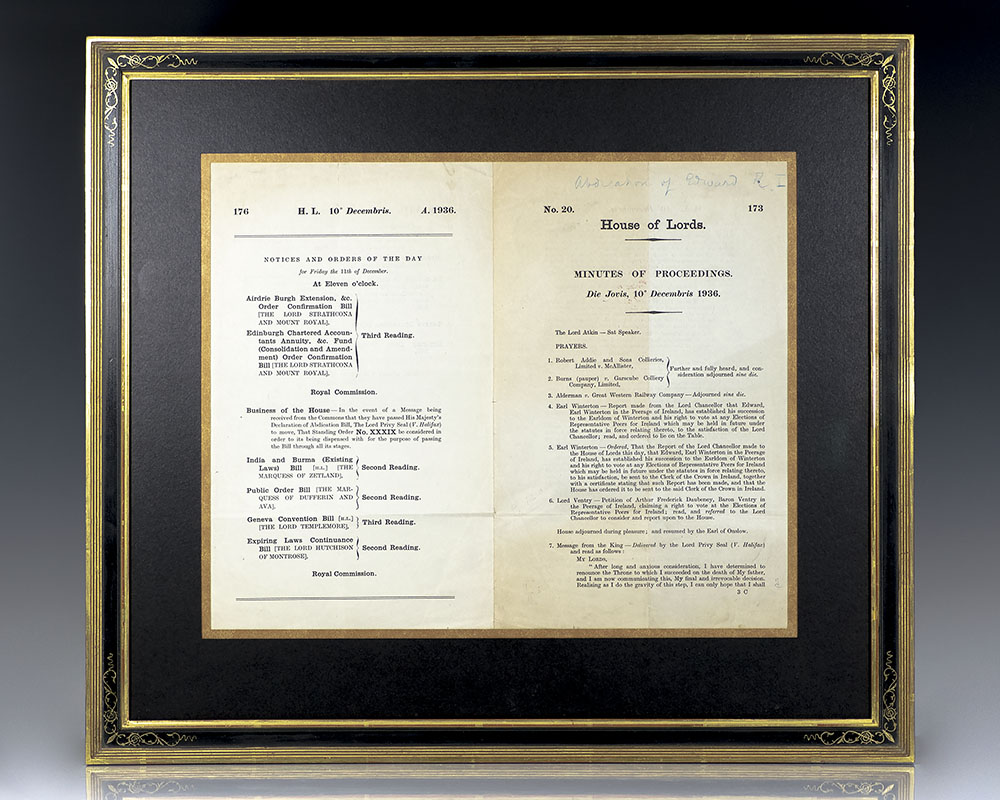 176 H. L. 10° Decembris. A. 1936.
NOTICES AND ORDERS OF THE DAY
for Friday the 11th of December.
At Eleven o'clock.
Airdrie Burgh Extension, &c.
Order Confirmation Bill
[THE LORD STRATHCONA
AND MOUNT ROYAL].
Edinburgh Chartered Accoun-
tants Annuity, &c. Fund
(Consolidation and Amend-
ment) Order Confirmation
Bill [THE LORD STRATHCONA
AND MOUNT ROYAL].
Third Reading.
Royal Commission.
Business of the House—In the event of a Message being
received from the Commons that they have passed His Majesty's
Declaration of Abdication Bill, The Lord Privy Seal (V. Halifax)
to move, That Standing Order No. XXXIX be considered in
order to its being dispensed with for the purpose of passing
the Bill through all its stages.
India and Burma (Existing
Laws) Bill [H.L.] [THE
MARQUESS OF ZETLAND].
Second Reading.
Public Order Bill [THE MAR-
QUESS OF DUFFERIN AND
AVA].
Second Reading.
Geneva Convention Bill [H.L.]
[THE LORD TEMPLEMORE].
Third Reading.
Expiring Laws Continuance
Bill [THE LORD HUTCHISON
OF MONTROSE].
Second Reading.
Royal Commission.
Abdication of Edward R. I
No. 20. 173
House of Lords.
MINUTES OF PROCEEDINGS.
Die Jovis, 10° Decembris 1936.
The Lord Atkin — Sat Speaker.
PRAYERS.
1. Robert Addie and Sons Collieries,
Limited v. McAllister,
2. Burns (pauper) v. Garscube Colliery
Company, Limited,
Further and fully heard, and con-
sideration adjourned sine die.
3. Alderman v. Great Western Railway Company—Adjourned sine die.
4. Earl Winterton — Report made from the Lord Chancellor that Edward,
Earl Winterton in the Peerage of Ireland, has established his succession
to the Earldom of Winterton and his right to vote at any Elections of
Representative Peers for Ireland which may be held in future under
the statutes in force relating thereto, to the satisfaction of the Lord
Chancellor; read, and ordered to lie on the Table.
5. Earl Winterton — Ordered, That the Report of the Lord Chancellor made to
the House of Lords this day, that Edward, Earl Winterton in the Peerage
of Ireland, has established his succession to the Earldom of Winterton
and his right to vote at any Elections of Representative Peers for Ireland
which may be held in future under the statutes in force relating thereto,
to his satisfaction, be sent to the Clerk of the Crown in Ireland, together
with a certificate stating that such Report has been made, and that the
House has ordered it to be sent to the said Clerk of the Crown in Ireland.
6. Lord Ventry — Petition of Arthur Frederick Daubeney, Baron Ventry in
the Peerage of Ireland, claiming a right to vote at the Elections of
Representative Peers for Ireland; read, and referred to the Lord
Chancellor to consider and report upon to the House.
House adjourned during pleasure; and resumed by the Earl of Onslow.
7. Message from the King — Delivered by the Lord Privy Seal (V. Halifax)
and read as follows:
MY LORDS,
"After long and anxious consideration, I have determined to
renounce the Throne to which I succeeded on the death of My father,
and I am now communicating this, My final and irrevocable decision.
Realising as I do the gravity of this step, I can only hope that I shall
3 C